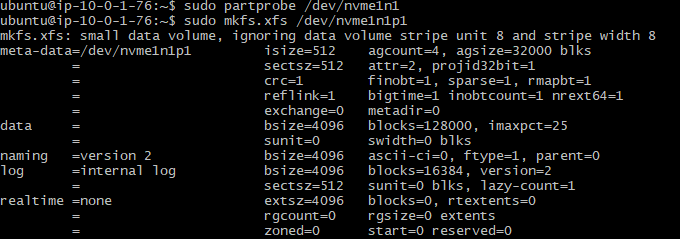 ubuntu@ip-10-0-1-76:~$ sudo partprobe /dev/nvme1n1
ubuntu@ip-10-0-1-76:~$ sudo mkfs.xfs /dev/nvme1n1p1
mkfs.xfs: small data volume, ignoring data volume stripe unit 8 and stripe width 8
meta-data=/dev/nvme1n1p1         isize=512    agcount=4, agsize=32000 blks
         =                       sectsz=512   attr=2, projid32bit=1
         =                       crc=1        finobt=1, sparse=1, rmapbt=1
         =                       reflink=1    bigtime=1 inobtcount=1 nrext64=1
         =                       exchange=0   metadir=0
data     =                       bsize=4096   blocks=128000, imaxpct=25
         =                       sunit=0      swidth=0 blks
naming   =version 2              bsize=4096   ascii-ci=0, ftype=1, parent=0
log      =internal log           bsize=4096   blocks=16384, version=2
         =                       sectsz=512   sunit=0 blks, lazy-count=1
realtime =none                   extsz=4096   blocks=0, rtextents=0
         =                       rgcount=0    rgsize=0 extents
         =                       zoned=0      start=0 reserved=0